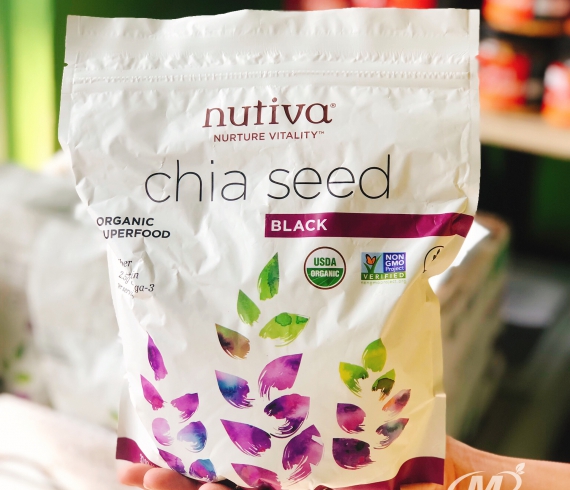 nutiva®
NURTURE VITALITY™
chia seed
ORGANIC
BLACK
UPERFOOD
USDA
ORGANIC
NON
GMO
Project
VERIFIED
M